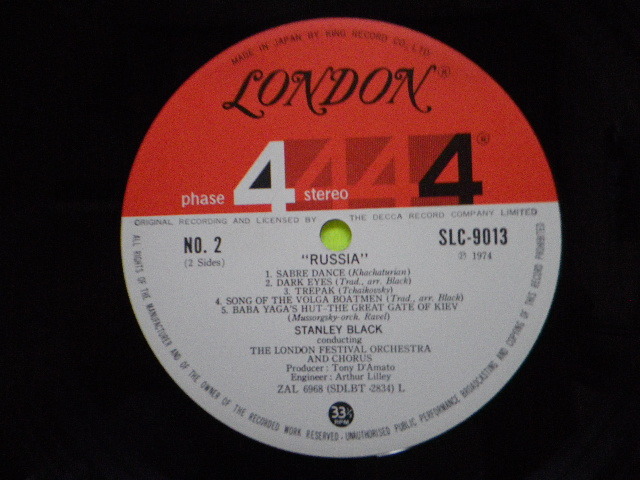 MADE IN JAPAN BY KING RECORD CO., LTD.
LONDON®
phase 4 stereo 4 4 4®
ORIGINAL RECORDING AND LICENSED BY THE DECCA RECORD COMPANY LIMITED
NO. 2 SLC-9013
(2 Sides) ℗ 1974
"RUSSIA"
1. SABRE DANCE (Khachaturian)
2. DARK EYES (Trad., arr. Black)
3. TREPAK (Tchaikovsky)
4. SONG OF THE VOLGA BOATMEN (Trad., arr. Black)
5. BABA YAGA'S HUT-THE GREAT GATE OF KIEV
(Mussorgsky-orch. Ravel)
STANLEY BLACK
conducting
THE LONDON FESTIVAL ORCHESTRA
AND CHORUS
Producer : Tony D'Amato
Engineer : Arthur Lilley
ZAL 6968 (SDLBT -2834) L
33⅓
RPM
ALL RIGHTS OF THE MANUFACTURER AND OF THE OWNER OF THE RECORDED WORK RESERVED-UNAUTHORISED PUBLIC PERFORMANCE BROADCASTING AND COPYING OF THIS RECORD PROHIBITED